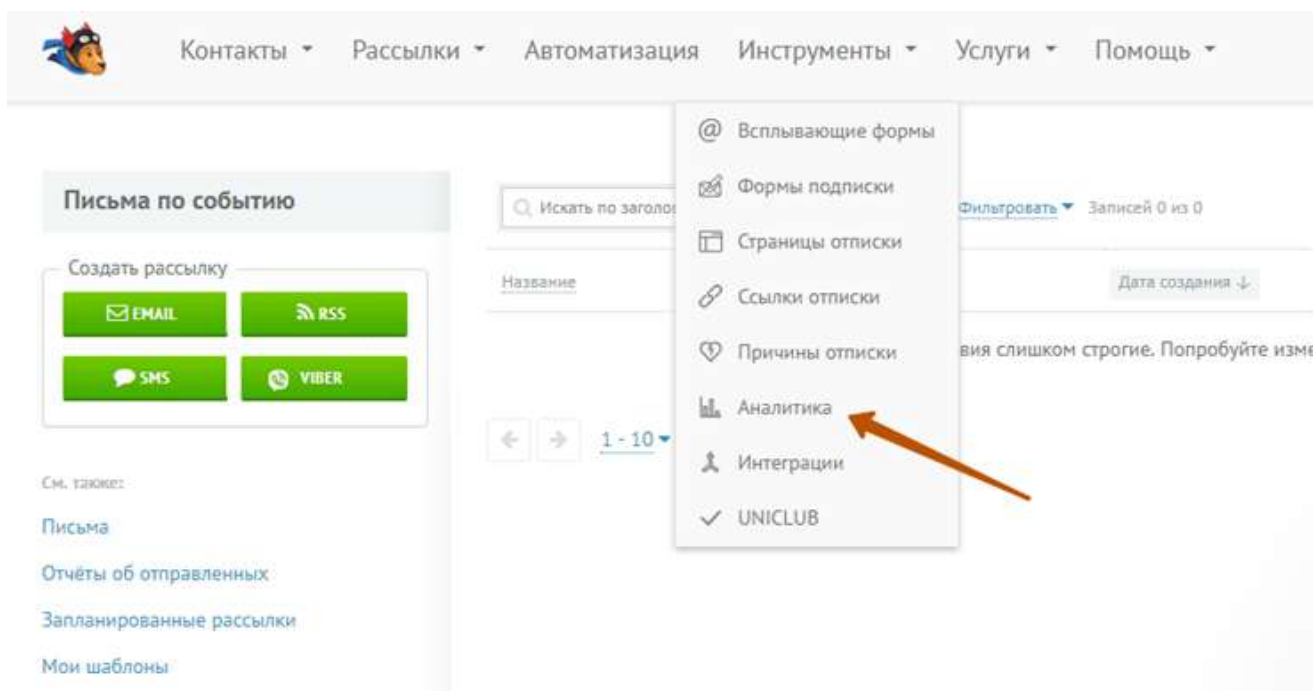 Контакты Рассылки Автоматизация Инструменты Услуги Помощь
Письма по событию
Создать рассылку
EMAIL
RSS
SMS
VIBER
См. также:
Письма
Отчёты об отправленных
Запланированные рассылки
Мои шаблоны
Искать по
Фильтровать Записей 0 из 0
Название
Дата создания ↓
слишком строгие. Попробуйте
1 - 10
Всплывающие формы
Формы подписки
Страницы отписки
Ссылки отписки
Причины отписки
Аналитика
Интеграции
UNICLUB